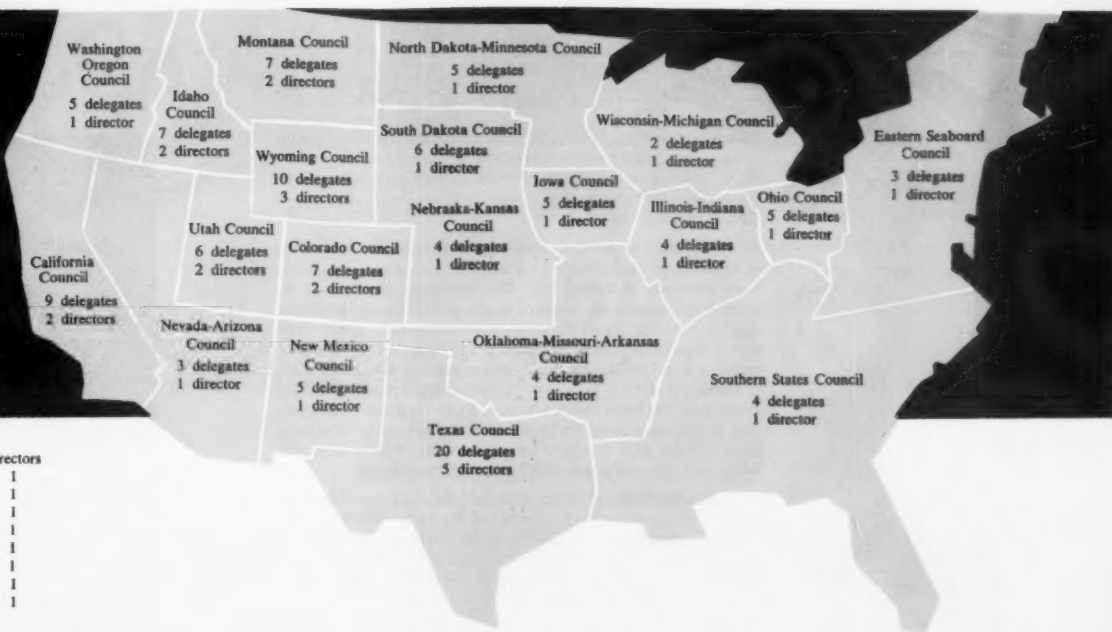 Washington
Oregon
Council
5 delegates
1 director
Idaho
Council
7 delegates
2 directors
Montana Council
7 delegates
2 directors
North Dakota-Minnesota Council
5 delegates
1 director
Wisconsin-Michigan Council
2 delegates
1 director
Eastern Seaboard
Council
3 delegates
1 director
Wyoming Council
10 delegates
3 directors
South Dakota Council
6 delegates
1 director
Iowa Council
5 delegates
1 director
Illinois-Indiana
Council
4 delegates
1 director
Ohio Council
5 delegates
1 director
Utah Council
6 delegates
2 directors
Colorado Council
7 delegates
2 directors
Nebraska-Kansas
Council
4 delegates
1 director
California
Council
9 delegates
2 directors
Nevada-Arizona
Council
3 delegates
1 director
New Mexico
Council
5 delegates
1 director
Oklahoma-Missouri-Arkansas
Council
4 delegates
1 director
Southern States Council
4 delegates
1 director
Texas Council
20 delegates
5 directors
rectors
1
1
1
1
1
1
1
1